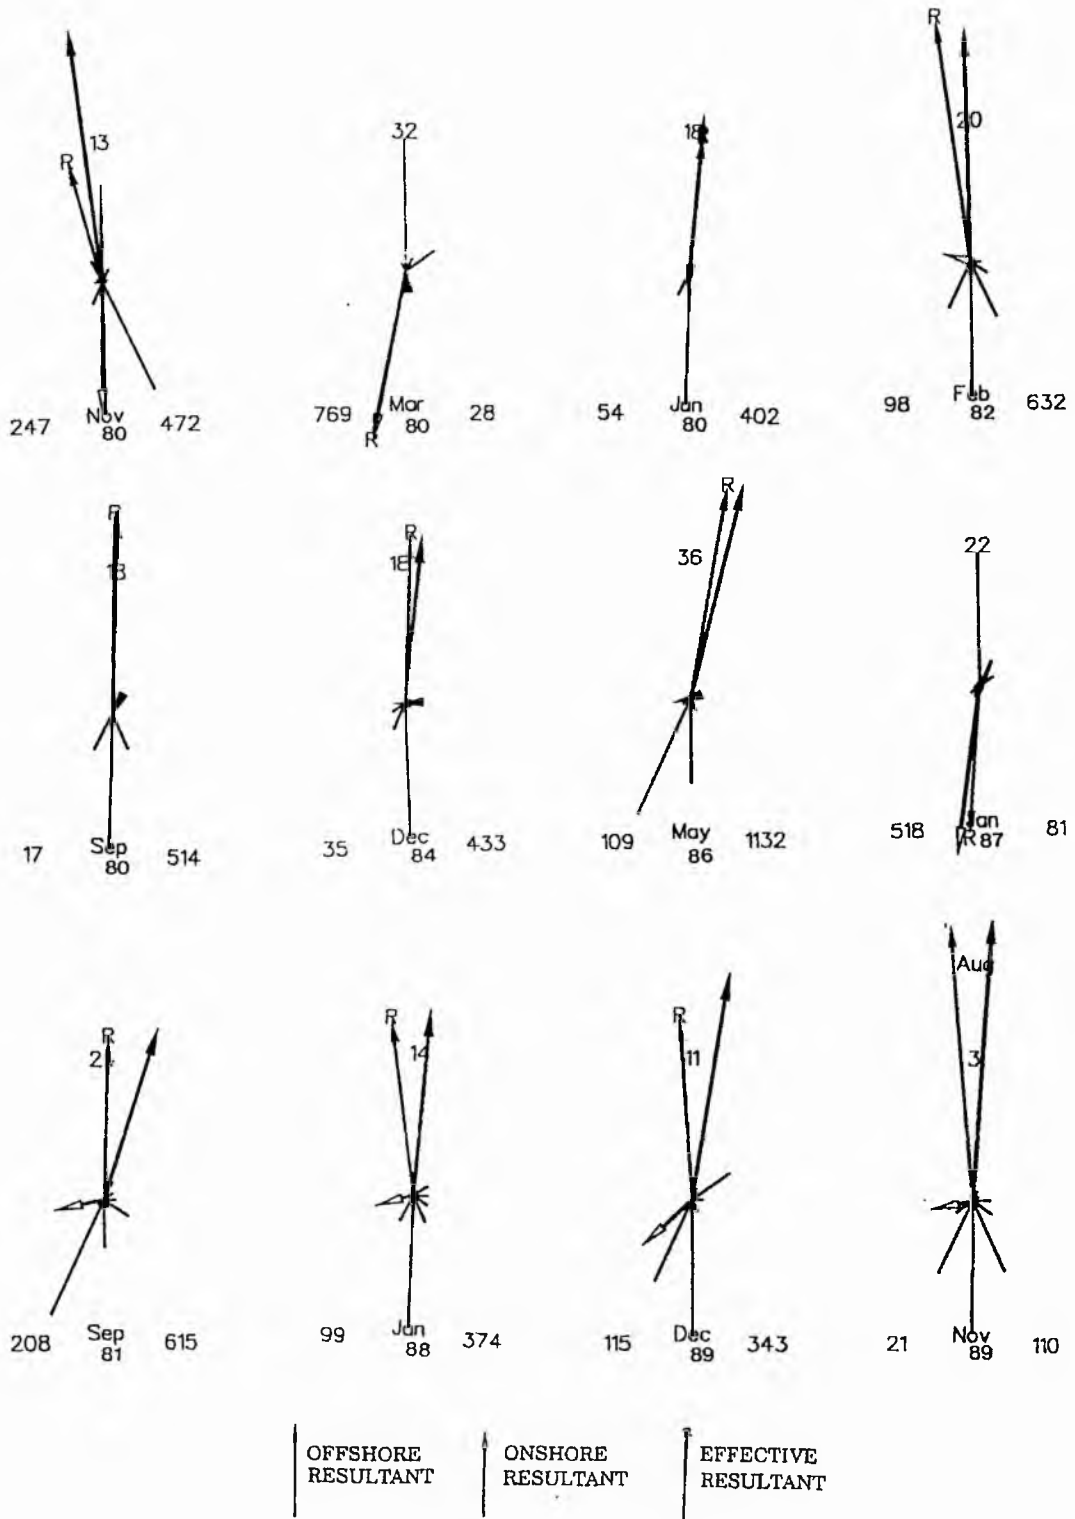 R
13
R
32
18
20
247 Nov 80 472
769 Mar 80 28
R
54 Jan 80 402
98 Feb 82 632
R
18
R
18
R
36
22
17 Sep 80 514
35 Dec 84 433
109 May 86 1132
518 Jan 87 81
R
R
R
14
R
11
Aug
3
208 Sep 81 615
99 Jan 88 374
115 Dec 89 343
21 Nov 89 110
OFFSHORE
RESULTANT
ONSHORE
RESULTANT
EFFECTIVE
RESULTANT